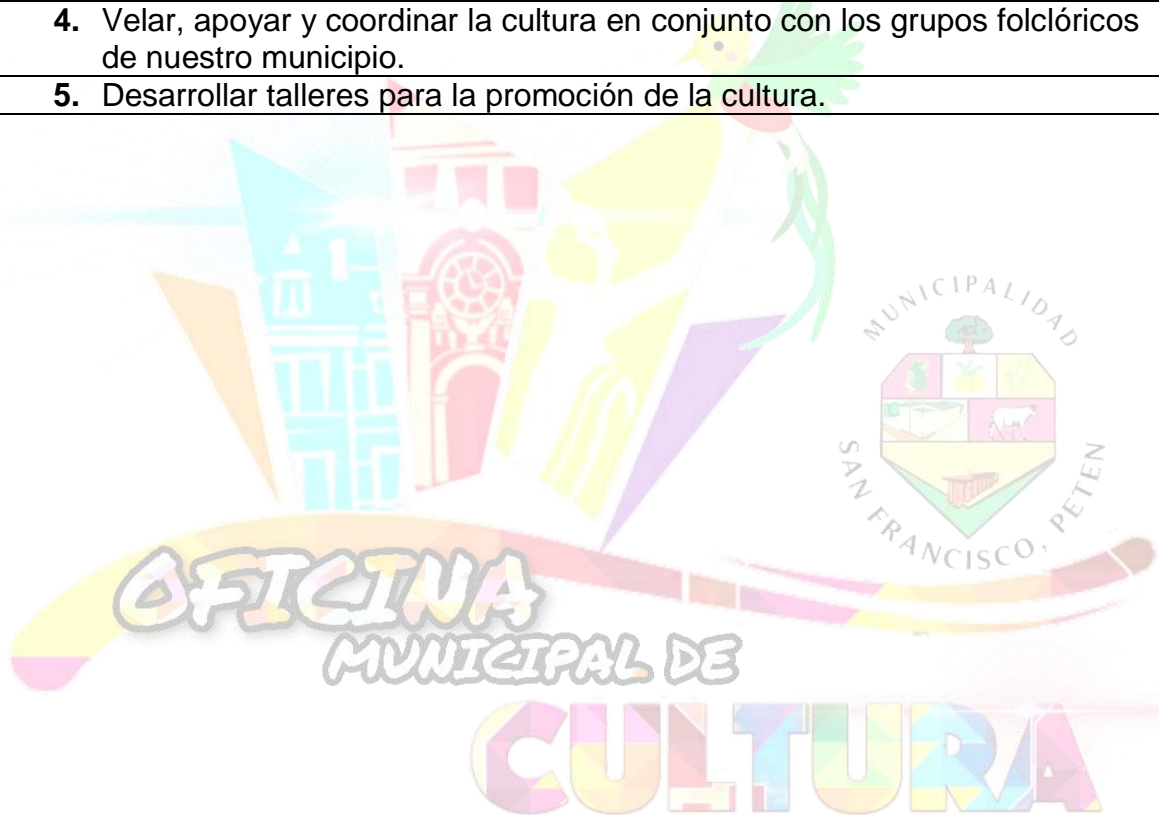 4. Velar, apoyar y coordinar la cultura en conjunto con los grupos folclóricos
de nuestro municipio.
5. Desarrollar talleres para la promoción de la cultura.
MUNICIPALIDAD
SAN FRANCISCO, PETEN
OFICINA
MUNICIPAL DE
CULTURA